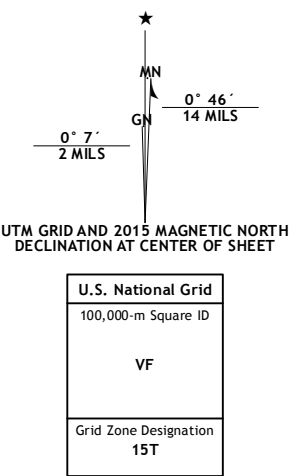 ★
MN
0° 46´
GN
14 MILS
0° 7´
2 MILS
UTM GRID AND 2015 MAGNETIC NORTH
DECLINATION AT CENTER OF SHEET
U.S. National Grid
100,000-m Square ID
VF
Grid Zone Designation
15T